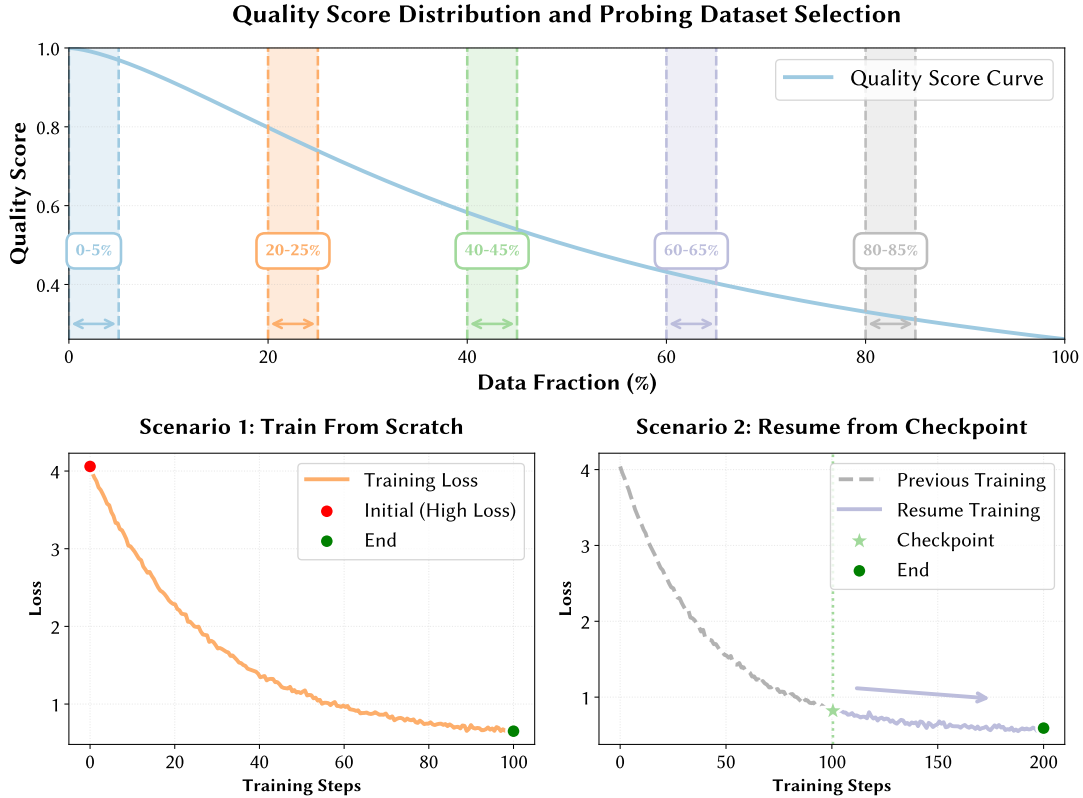 Quality Score Distribution and Probing Dataset Selection
Quality Score
1.0
0.8
0.6
0.4
Quality Score Curve
0-5%
20-25%
40-45%
60-65%
80-85%
0
20
40
60
80
100
Data Fraction (%)
Scenario 1: Train From Scratch
Loss
4
3
2
1
Training Loss
Initial (High Loss)
End
0
20
40
60
80
100
Training Steps
Scenario 2: Resume from Checkpoint
Loss
4
3
2
1
Previous Training
Resume Training
Checkpoint
End
0
50
100
150
200
Training Steps